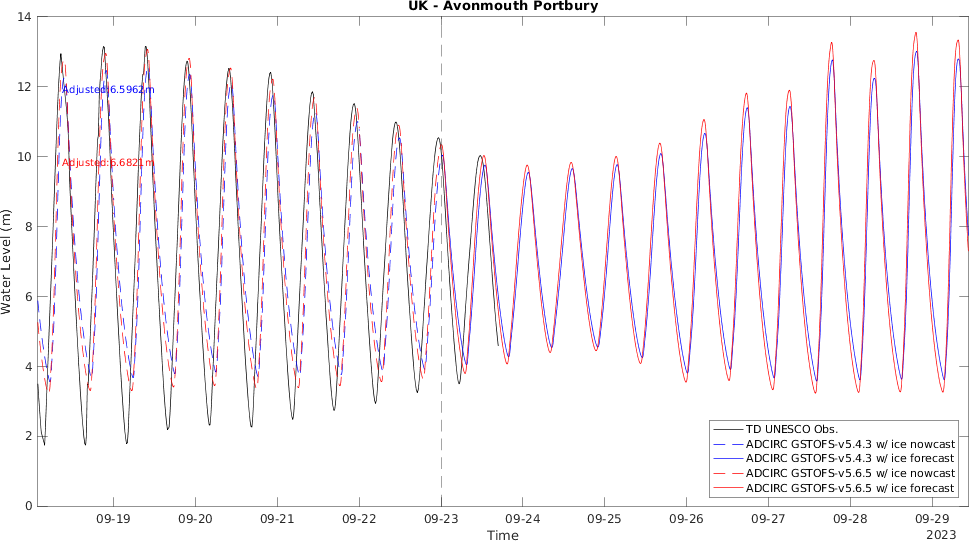 UK - Avonmouth Portbury
14
12
10
8
6
4
2
0
Water Level (m)
Adjusted:6.5962m
Adjusted:6.6821m
TD UNESCO Obs.
ADCIRC GSTOFS-v5.4.3 w/ ice nowcast
ADCIRC GSTOFS-v5.4.3 w/ ice forecast
ADCIRC GSTOFS-v5.6.5 w/ ice nowcast
ADCIRC GSTOFS-v5.6.5 w/ ice forecast
09-19 09-20 09-21 09-22 09-23 09-24 09-25 09-26 09-27 09-28 09-29
Time
2023